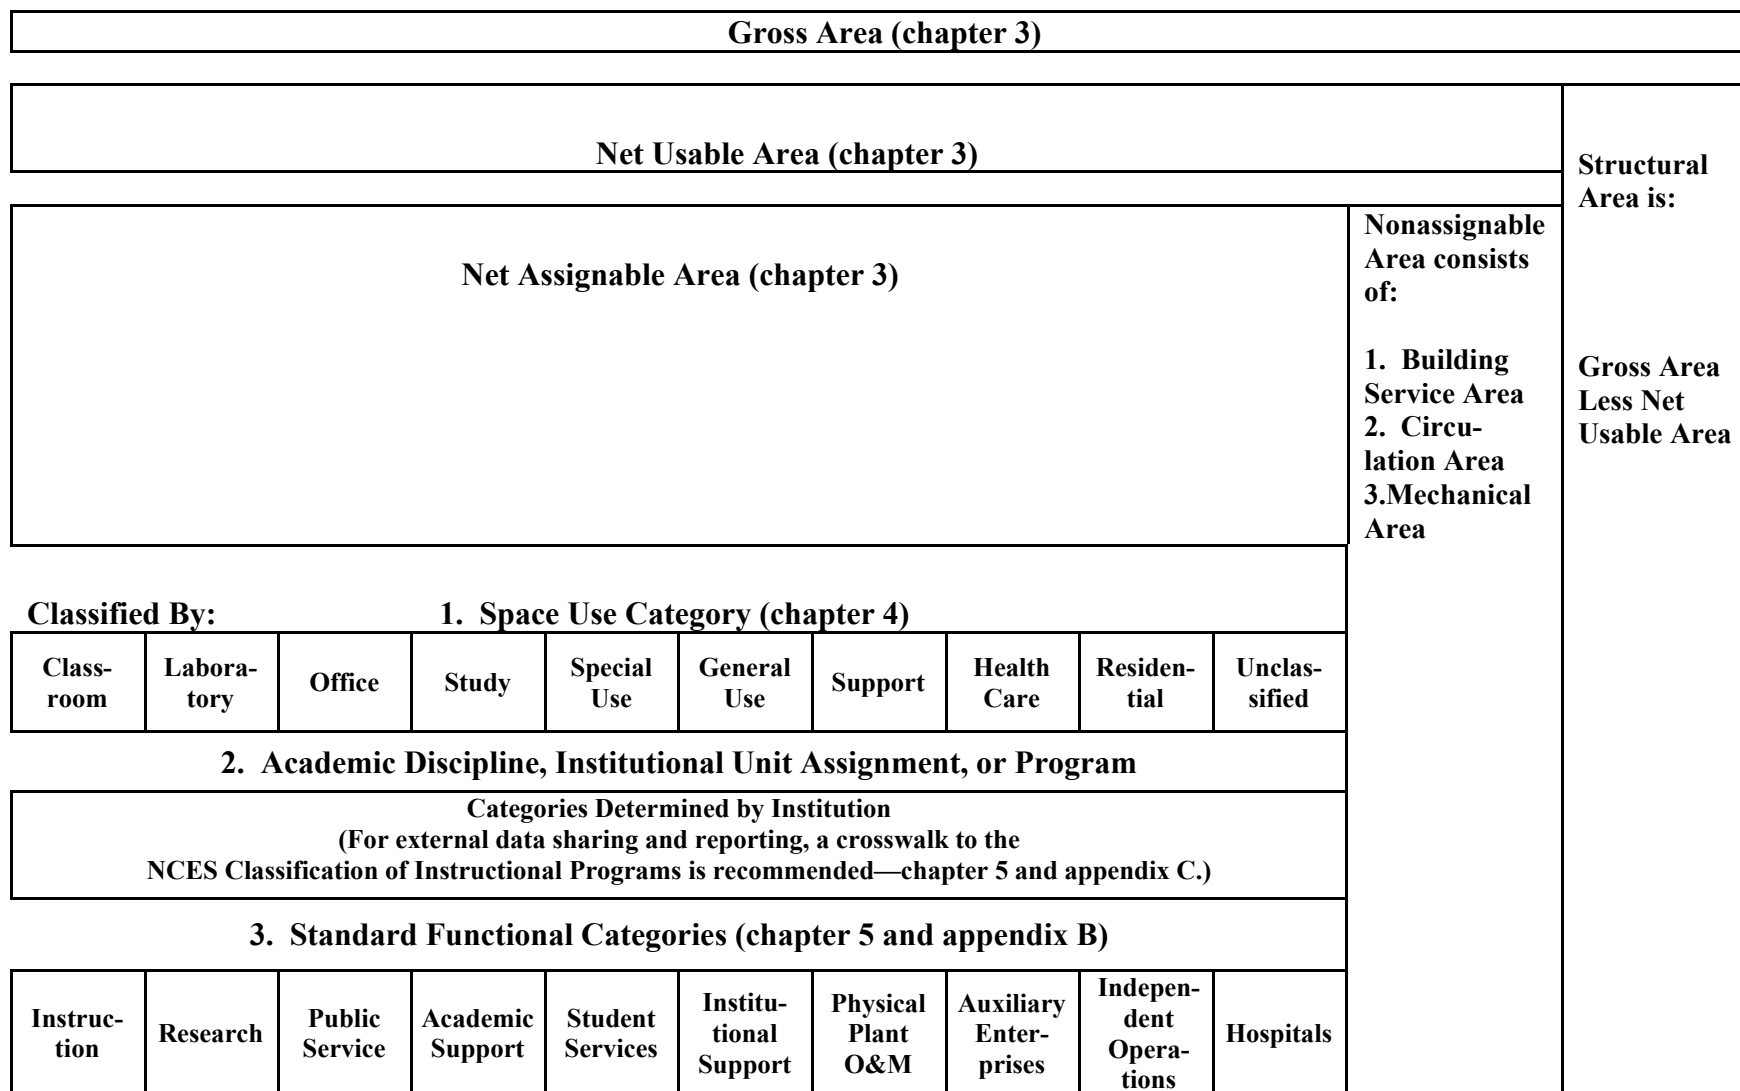 Gross Area (chapter 3)
Net Usable Area (chapter 3)
Structural
Area is:
Gross Area
Less Net
Usable Area
Net Assignable Area (chapter 3)
Nonassignable
Area consists
of:
1. Building
Service Area
2. Circu-
lation Area
3.Mechanical
Area
Classified By: 1. Space Use Category (chapter 4)
Class-
room
Labora-
tory
Office
Study
Special
Use
General
Use
Support
Health
Care
Residen-
tial
Unclas-
sified
2. Academic Discipline, Institutional Unit Assignment, or Program
Categories Determined by Institution
(For external data sharing and reporting, a crosswalk to the
NCES Classification of Instructional Programs is recommended—chapter 5 and appendix C.)
3. Standard Functional Categories (chapter 5 and appendix B)
Instruc-
tion
Research
Public
Service
Academic
Support
Student
Services
Institu-
tional
Support
Physical
Plant
O&M
Auxiliary
Enter-
prises
Indepen-
dent
Opera-
tions
Hospitals